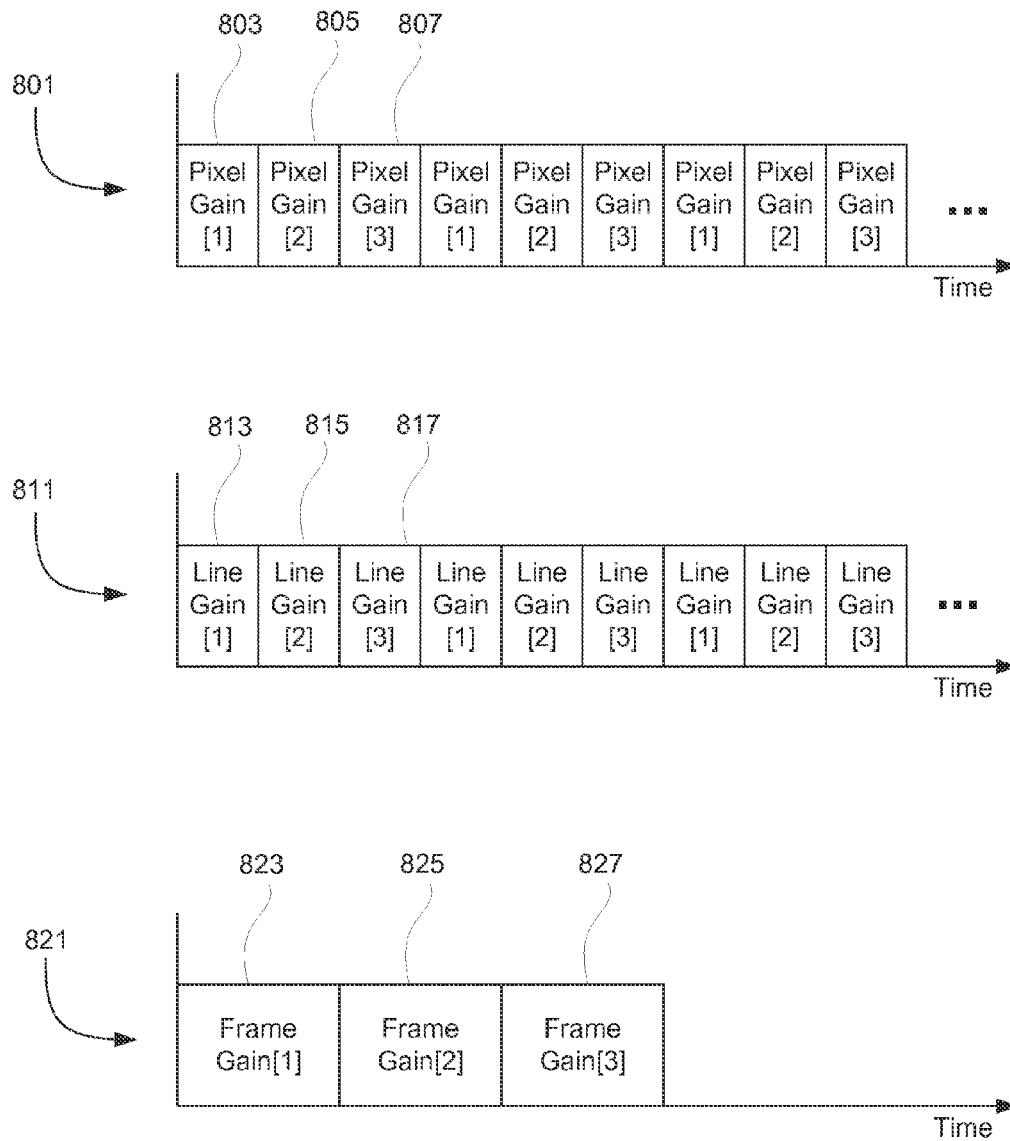 803 805 807
801
Pixel Pixel Pixel Pixel Pixel Pixel Pixel Pixel Pixel
Gain Gain Gain Gain Gain Gain Gain Gain Gain
[1] [2] [3] [1] [2] [3] [1] [2] [3]
...
Time
813 815 817
811
Line Line Line Line Line Line Line Line Line
Gain Gain Gain Gain Gain Gain Gain Gain Gain
[1] [2] [3] [1] [2] [3] [1] [2] [3]
...
Time
823 825 827
821
Frame Frame Frame
Gain[1] Gain[2] Gain[3]
Time